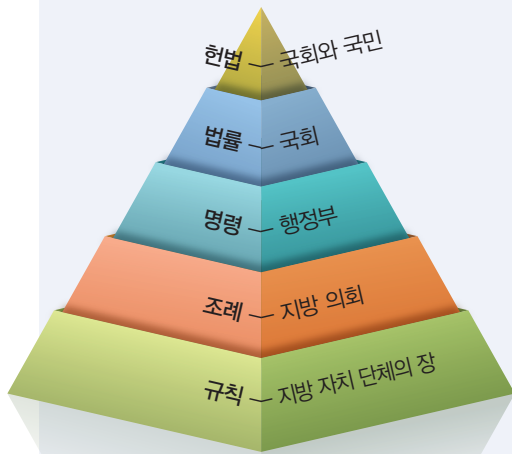 헌법 — 국회와 국민
법률 — 국회
명령 — 행정부
조례 — 지방 의회
규칙 — 지방 자치 단체의 장